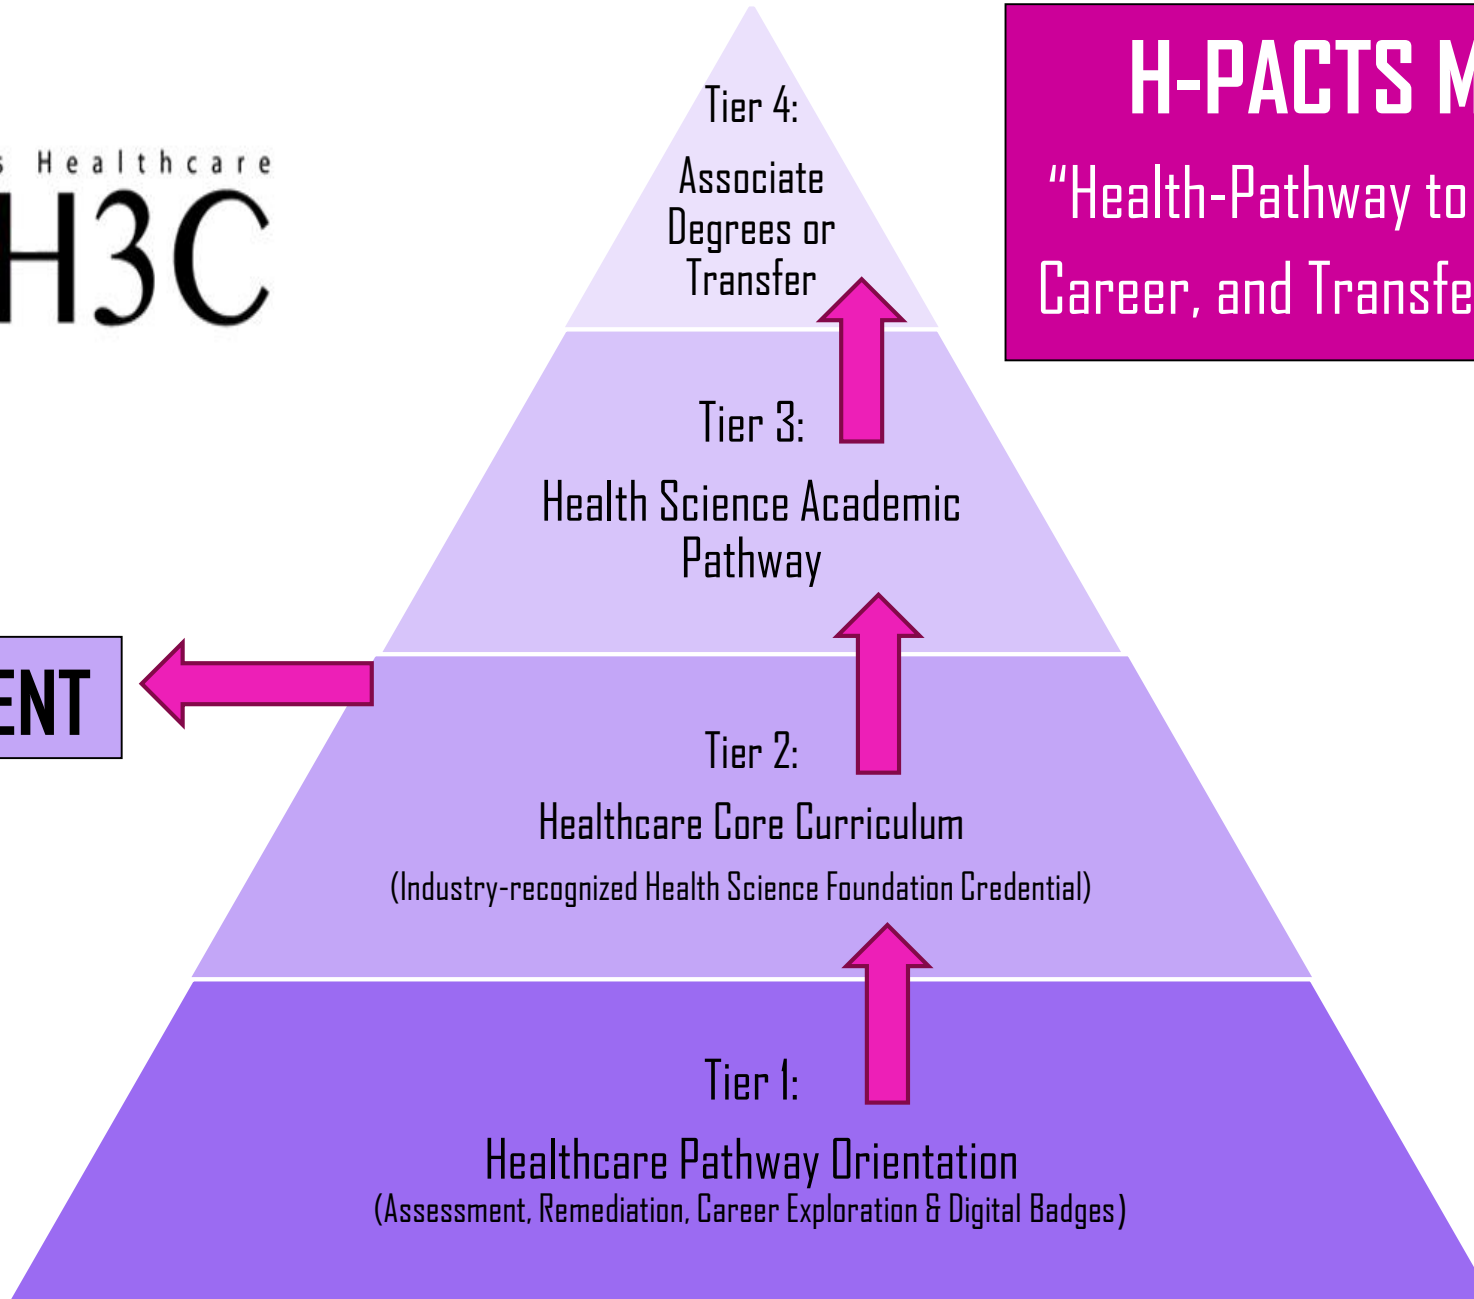 H-PACTS M
"Health-Pathway to
Career, and Transfe
s Healthcare
H3C
Tier 4:
Associate
Degrees or
Transfer
Tier 3:
Health Science Academic
Pathway
ENT
Tier 2:
Healthcare Core Curriculum
(Industry-recognized Health Science Foundation Credential)
Tier 1:
Healthcare Pathway Orientation
(Assessment, Remediation, Career Exploration & Digital Badges)